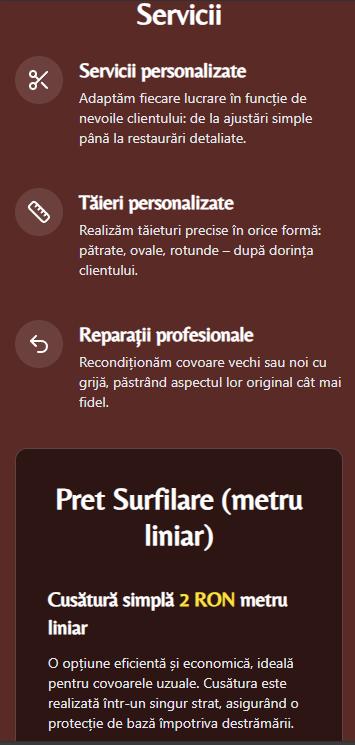 Servicii
Servicii personalizate
Adaptăm fiecare lucrare în funcție de
nevoile clientului: de la ajustări simple
până la restaurări detaliate.
Tăieri personalizate
Realizăm tăieturi precise în orice formă:
pătrate, ovale, rotunde – după dorința
clientului.
Reparații profesionale
Recondiționăm covoare vechi sau noi cu
grijă, păstrând aspectul lor original cât mai
fidel.
Pret Surfilare (metru
liniar)
Cusătură simplă 2 RON metru
liniar
O opțiune eficientă și economică, ideală
pentru covoarele uzuale. Cusătura este
realizată într-un singur strat, asigurând o
protecție de bază împotriva destrămării.